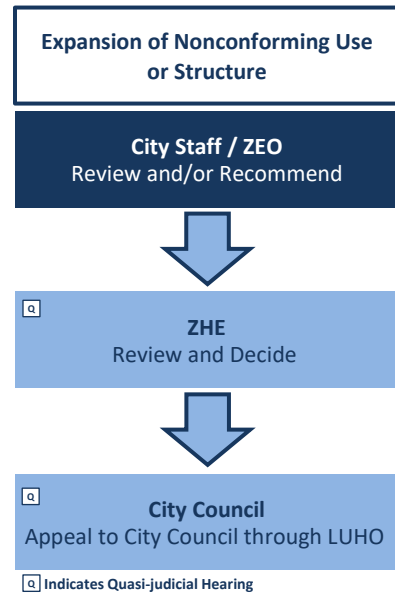 Expansion of Nonconforming Use
or Structure
City Staff / ZEO
Review and/or Recommend
Q
ZHE
Review and Decide
Q
City Council
Appeal to City Council through LUHO
Q Indicates Quasi-judicial Hearing